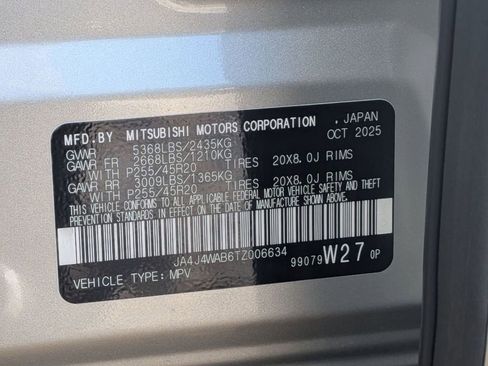 MFD.BY MITSUBISHI MOTORS CORPORATION , JAPAN
GVWR 5368LBS/2435KG OCT 2025
GAWR FR 2668LBS/1210KG
WITH P255/45R20 TIRES 20X8.0J RIMS
GAWR RR 3009LBS/1365KG
WITH P255/45R20 TIRES 20X8.0J RIMS
THIS VEHICLE CONFORMS TO ALL APPLICABLE FEDERAL MOTOR VEHICLE SAFETY AND THEFT
PREVENTION STANDARDS IN EFFECT ON THE DATE OF MANUFACTURE SHOWN ABOVE.
JA4J4WAB6TZ006634
VEHICLE TYPE: MPV 99079 W27 0P